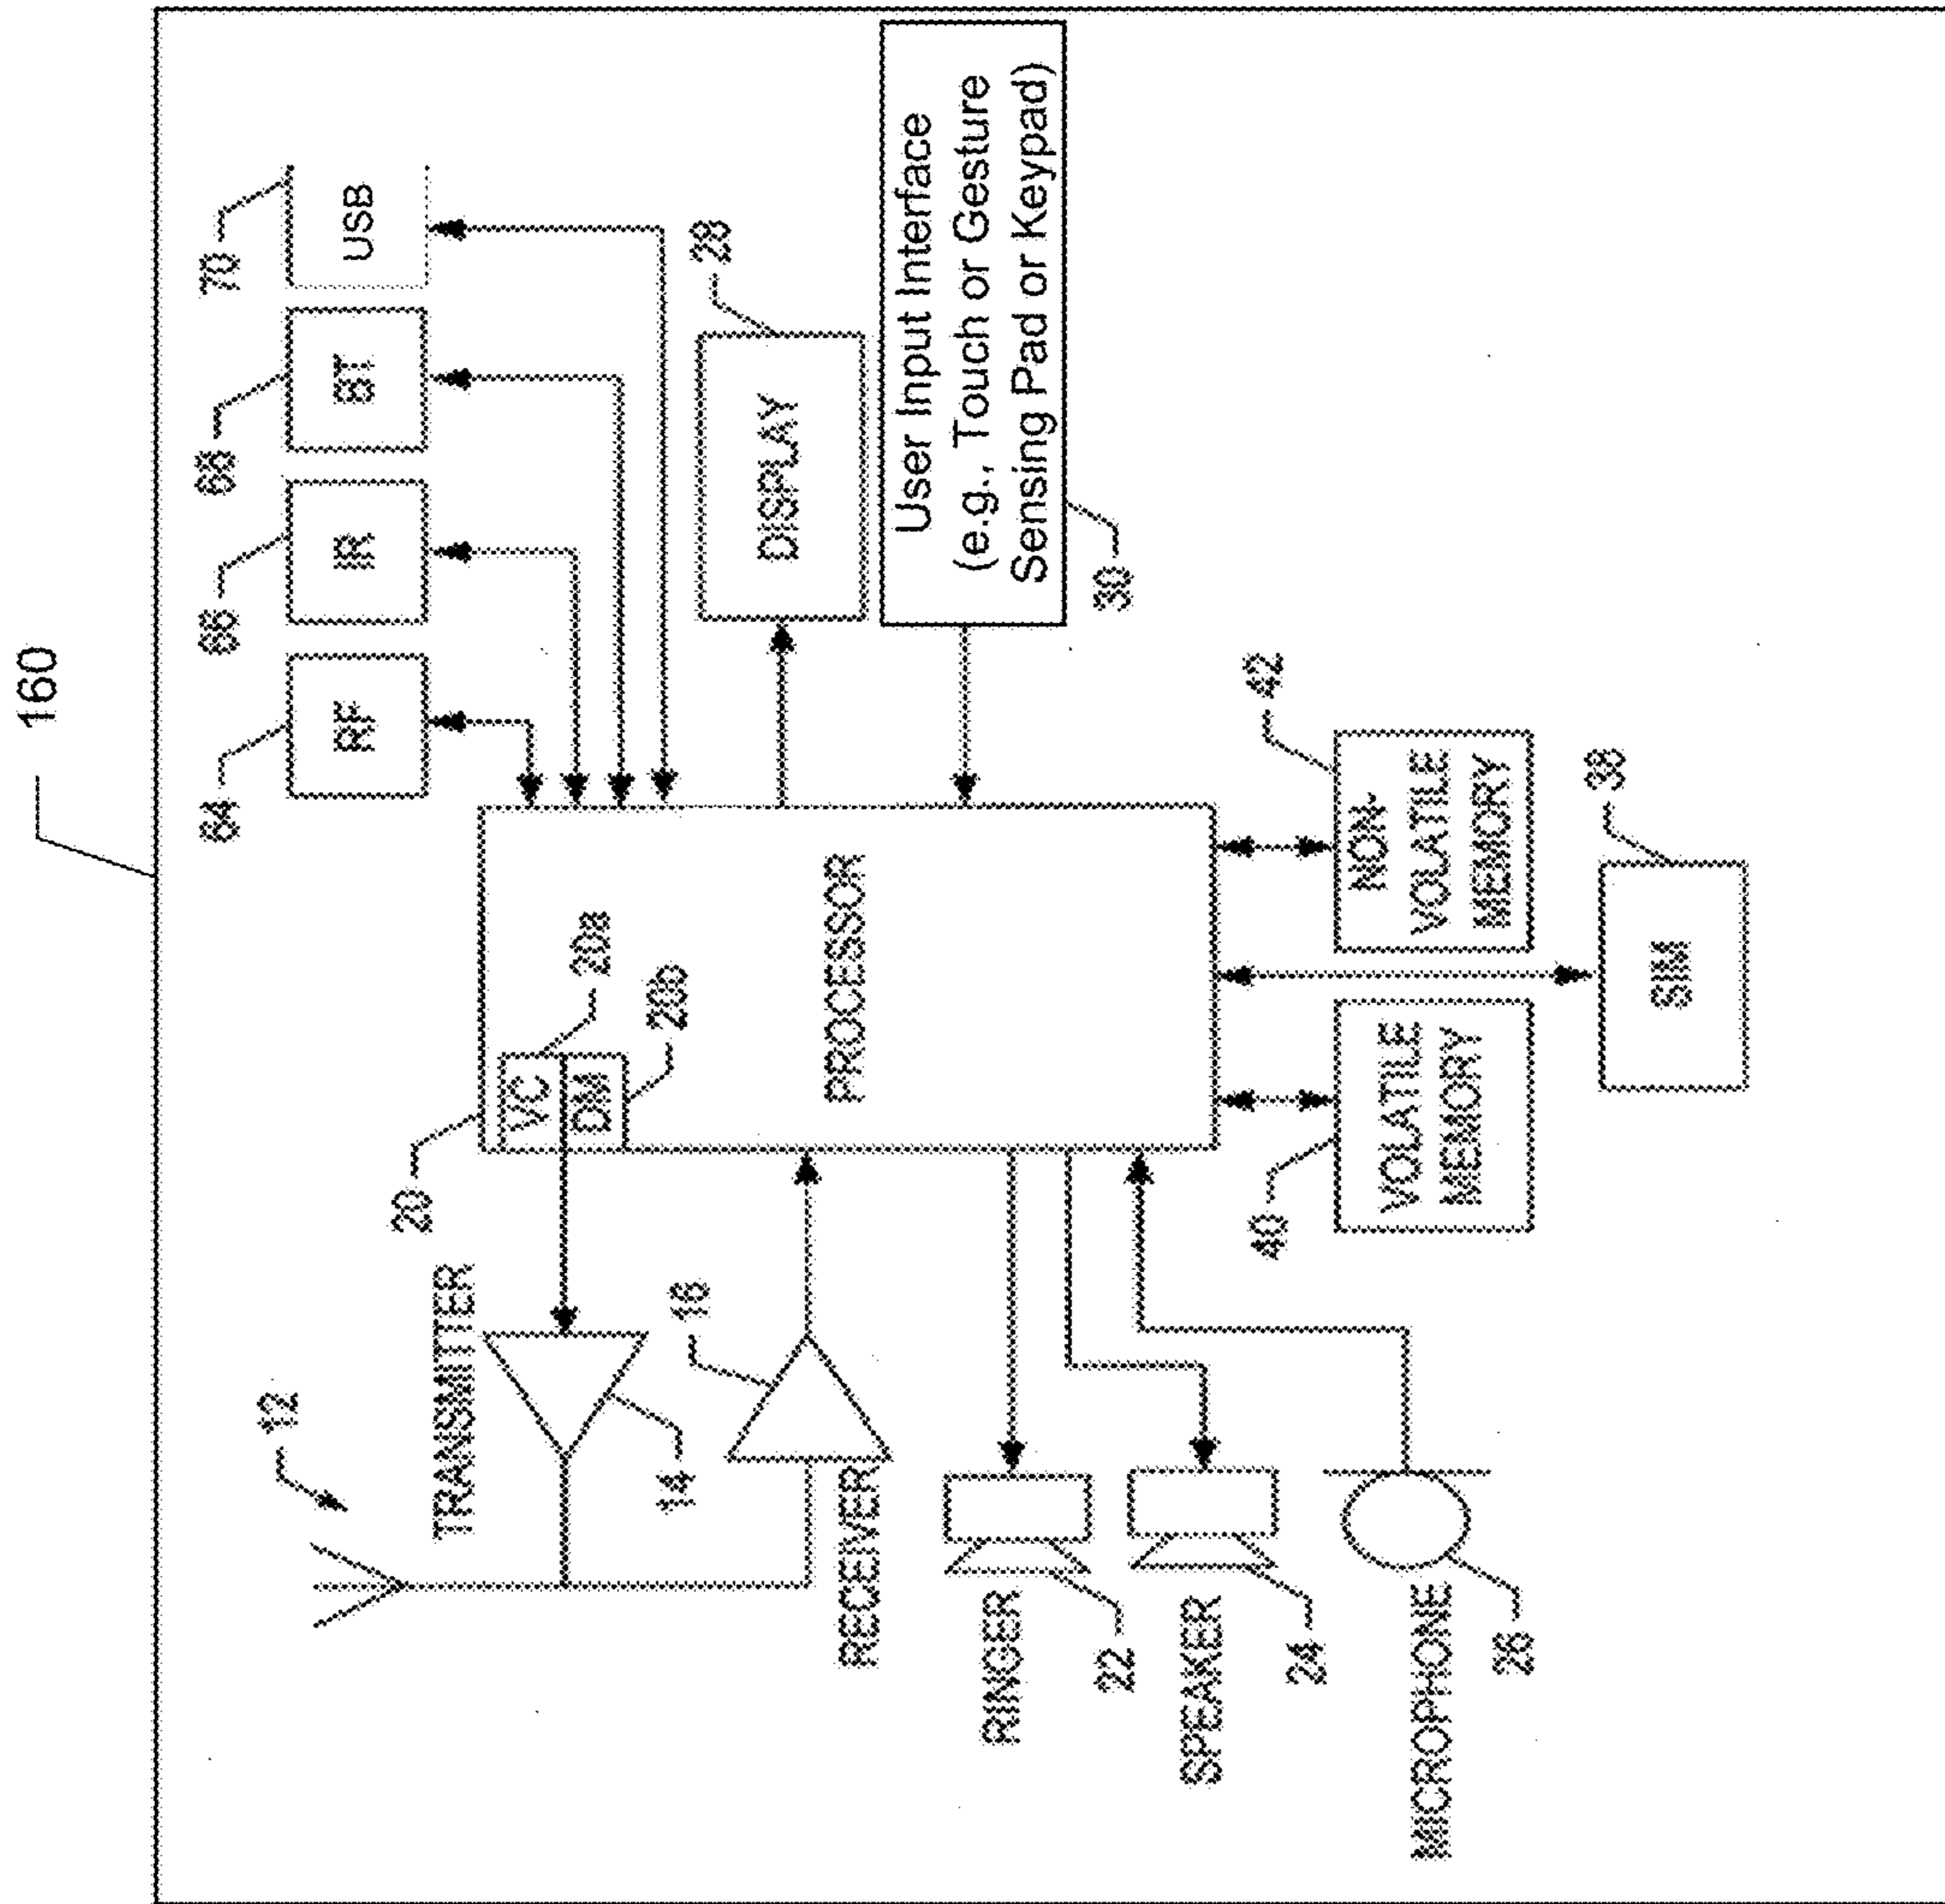 160
12
TRANSMITTER
14
16
RECEIVER
20
VC
20a
DM
20b
PROCESSOR
64
RF
66
IR
68
BT
70
USB
28
DISPLAY
User Input Interface
(e.g., Touch or Gesture
Sensing Pad or Keypad)
30
RINGER
22
SPEAKER
24
MICROPHONE
26
40
VOLATILE
MEMORY
42
NON-
VOLATILE
MEMORY
38
SIM